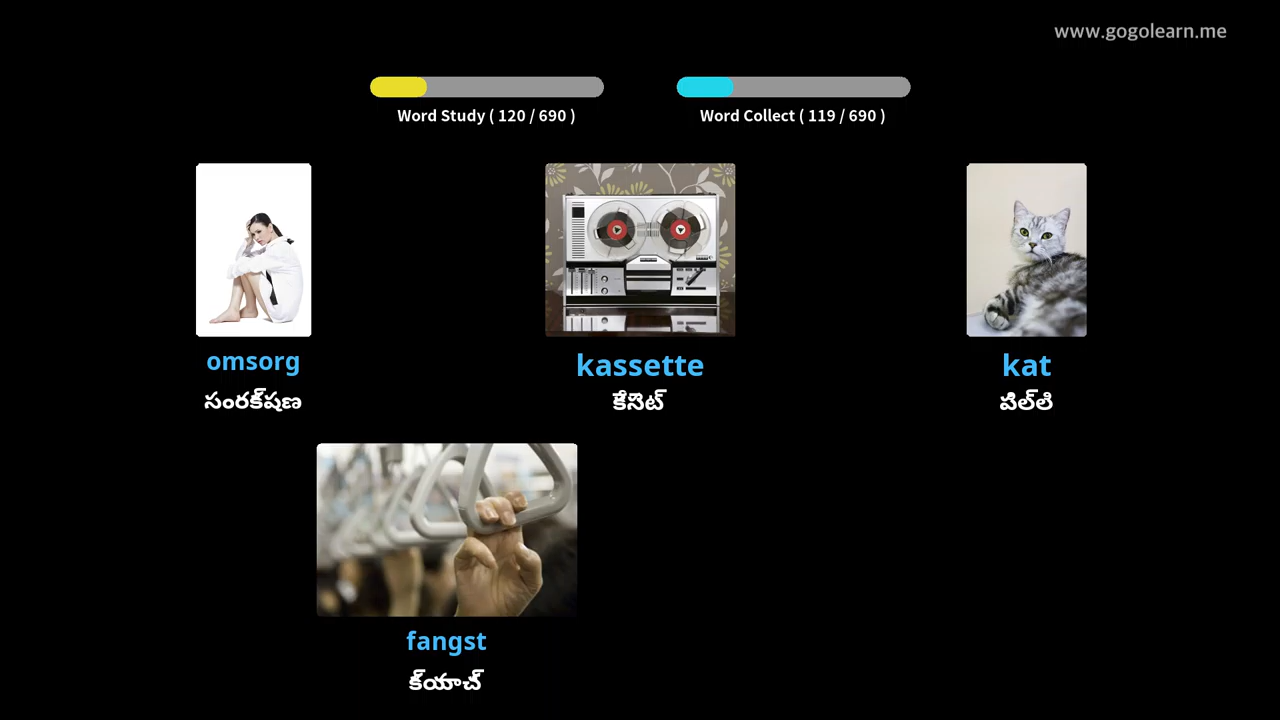 www.gogolearn.me
Word Study ( 120 / 690 )
Word Collect ( 119 / 690 )
omsorg
kassette
kat
సంరక్షణ
కేసెట్
పిల్లి
fangst
క్యాచ్